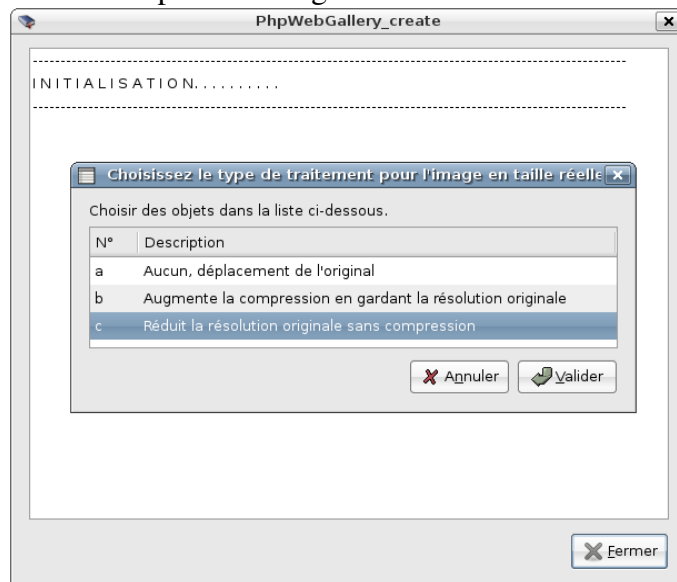 PhpWebGallery_create
-----------------------------------------------------------------------
I N I T I A L I S A T I O N. . . . . . . . . .
-----------------------------------------------------------------------
Choisissez le type de traitement pour l'image en taille réelle
Choisir des objets dans la liste ci-dessous.
N° Description
a Aucun, déplacement de l'original
b Augmente la compression en gardant la résolution originale
c Réduit la résolution originale sans compression
Annuler Valider
Fermer